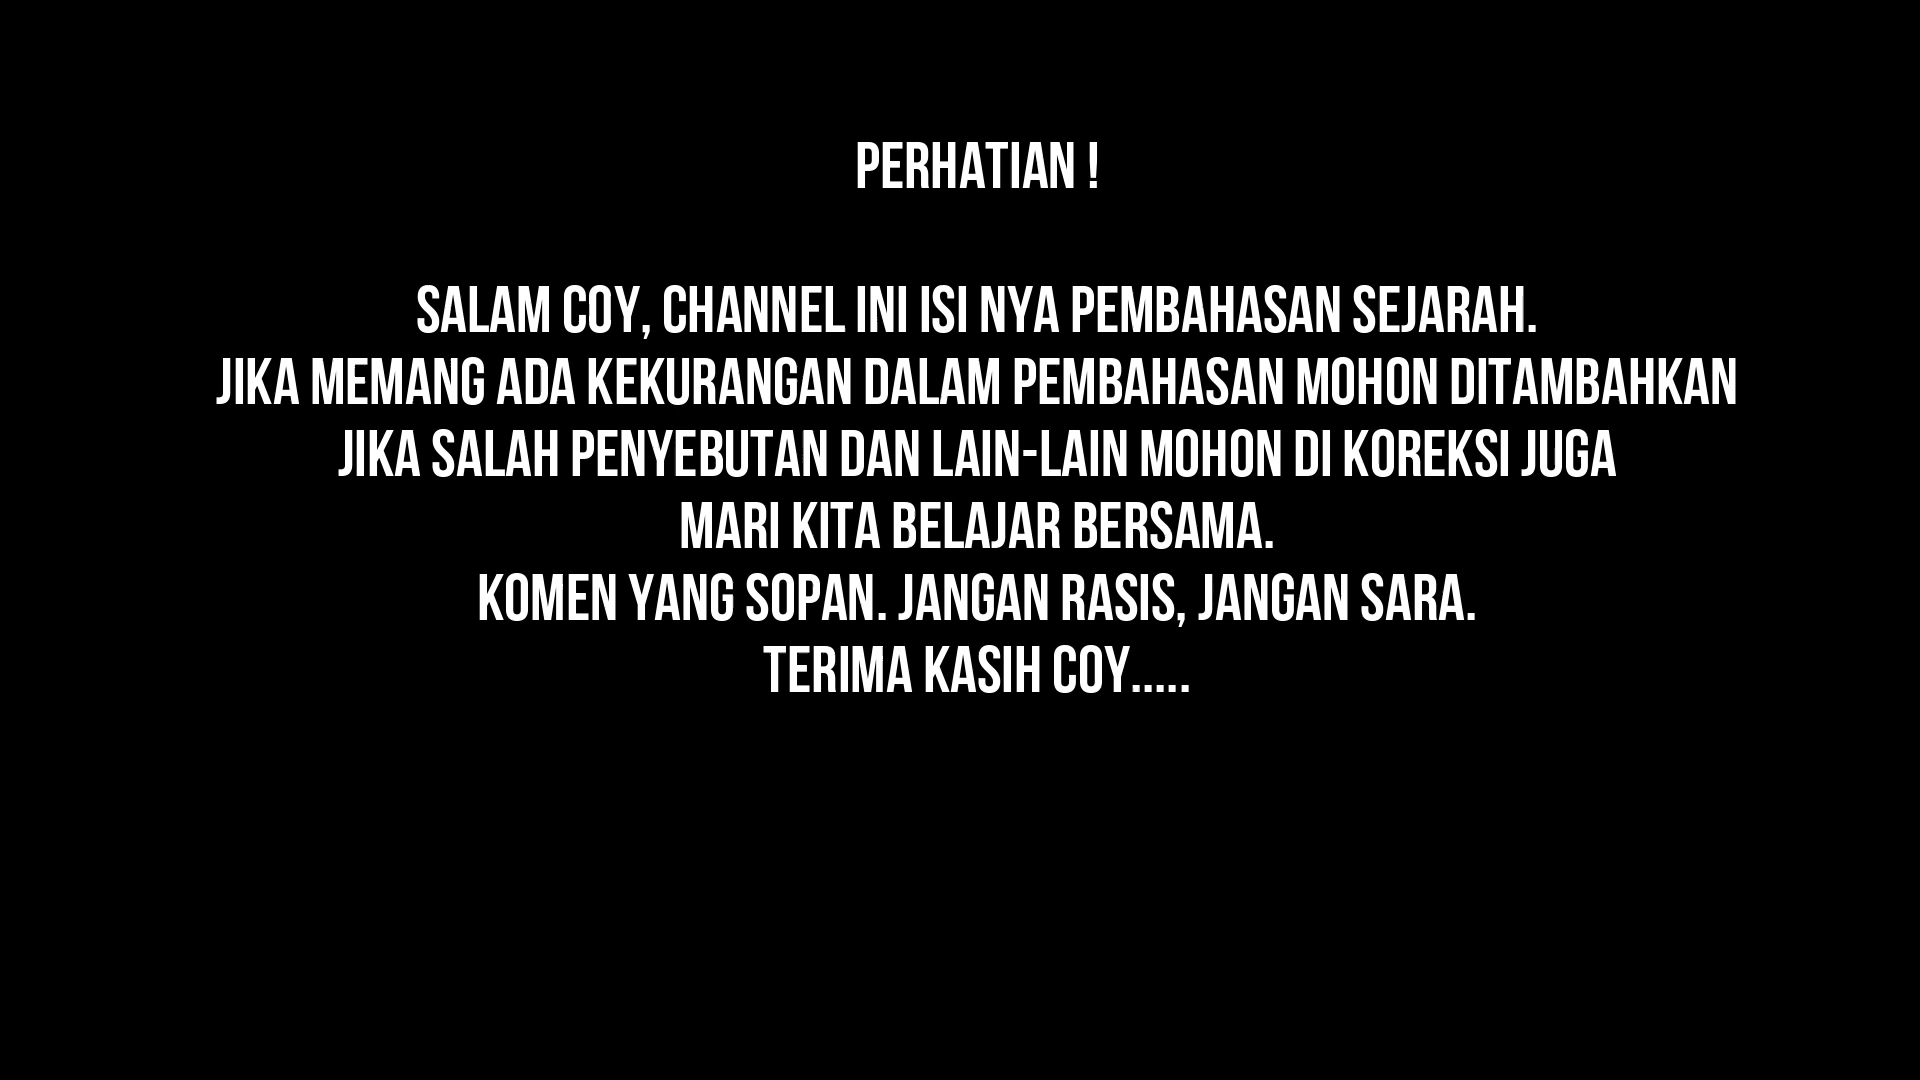 PERHATIAN !
SALAM COY, CHANNEL INI ISI NYA PEMBAHASAN SEJARAH.
JIKA MEMANG ADA KEKURANGAN DALAM PEMBAHASAN MOHON DITAMBAHKAN
JIKA SALAH PENYEBUTAN DAN LAIN-LAIN MOHON DI KOREKSI JUGA
MARI KITA BELAJAR BERSAMA.
KOMEN YANG SOPAN. JANGAN RASIS, JANGAN SARA.
TERIMA KASIH COY.....